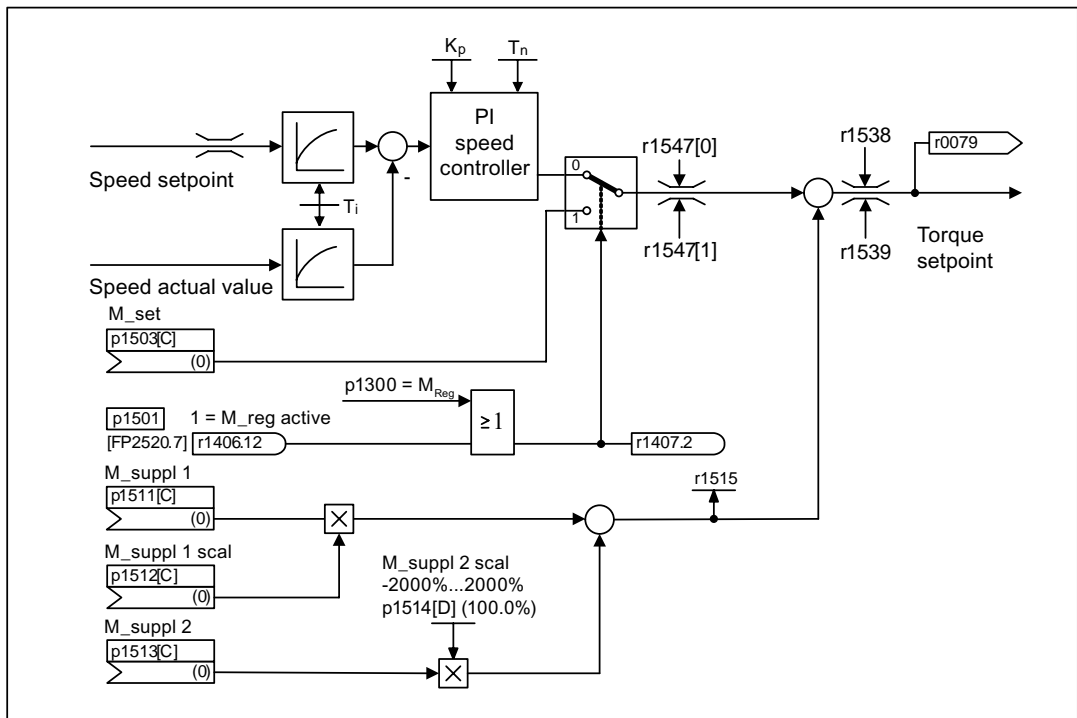 Kp
Tn
PI
speed
controller
Speed setpoint
Ti
-
Speed actual value
0
1
r1547[0]
r1547[1]
r1538
r1539
r0079
Torque
setpoint
M_set
p1503[C]
(0)
p1300 = MReg
≥1
p1501
1 = M_reg active
[FP2520.7]
r1406.12
r1407.2
M_suppl 1
p1511[C]
(0)
r1515
M_suppl 1 scal
p1512[C]
(0)
M_suppl 2 scal
-2000%...2000%
p1514[D] (100.0%)
M_suppl 2
p1513[C]
(0)